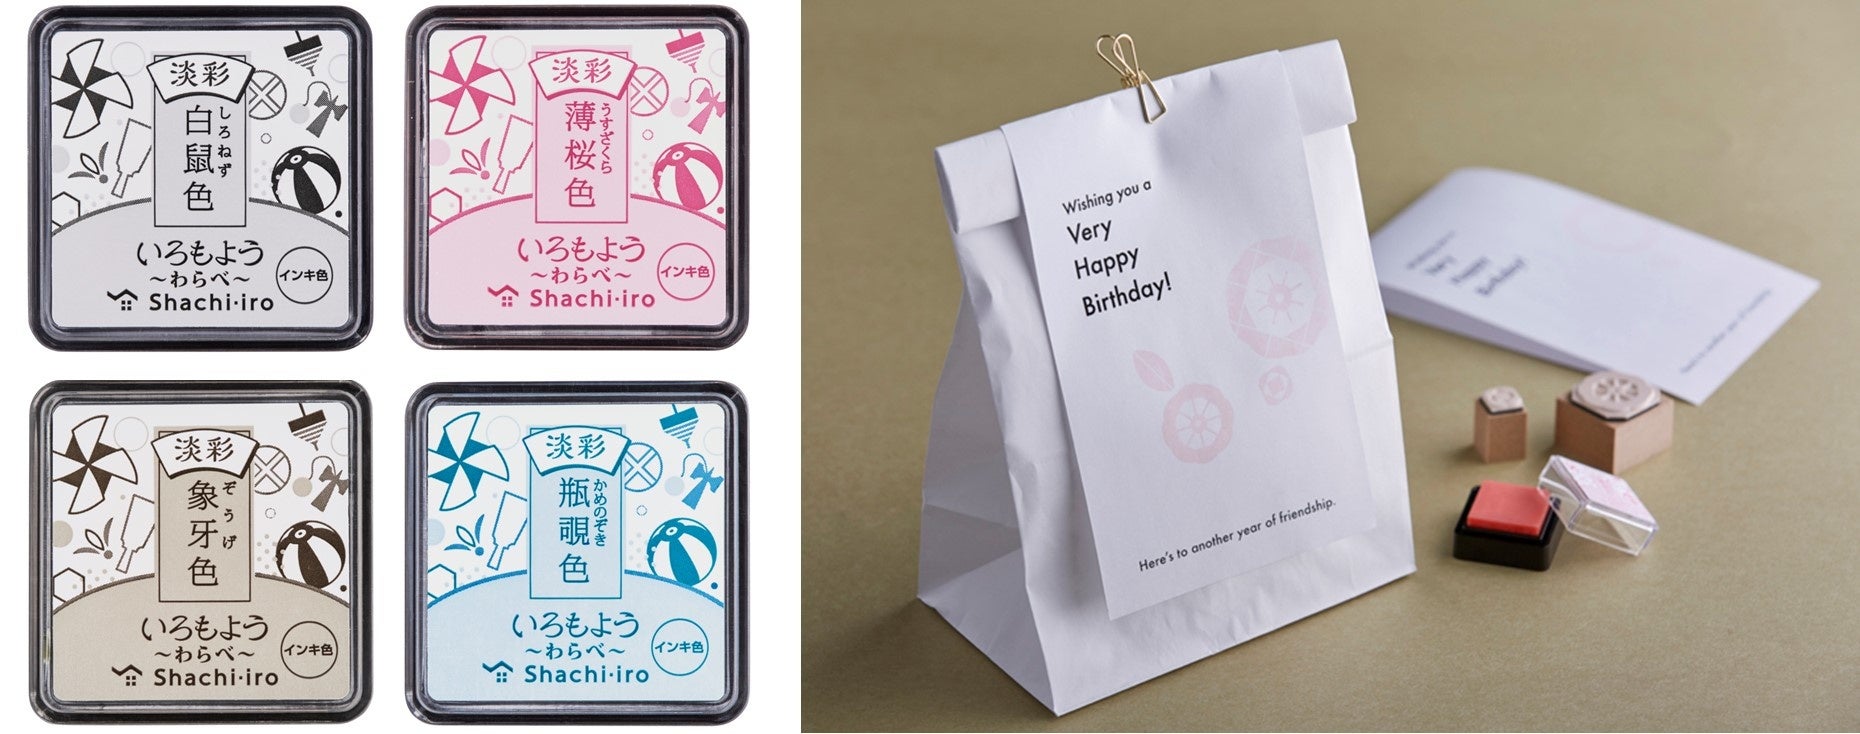 淡彩
白鼠色
しろねず
いろもよう
~わらべ~
インキ色
Shachi・iro
淡彩
薄桜色
うすざくら
いろもよう
~わらべ~
インキ色
Shachi・iro
淡彩
象牙色
ぞうげ
いろもよう
~わらべ~
インキ色
Shachi・iro
淡彩
瓶覗色
かめのぞき
いろもよう
~わらべ~
インキ色
Shachi・iro
Wishing you a
Very
Happy
Birthday!
Here's to another year of friendship.
Happy
Birthday!